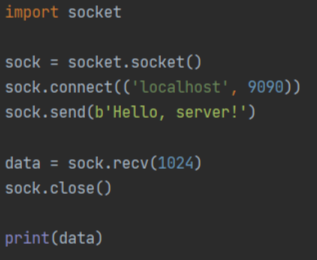 import socket

sock = socket.socket()
sock.connect(('localhost', 9090))
sock.send(b'Hello, server!')

data = sock.recv(1024)
sock.close()

print(data)